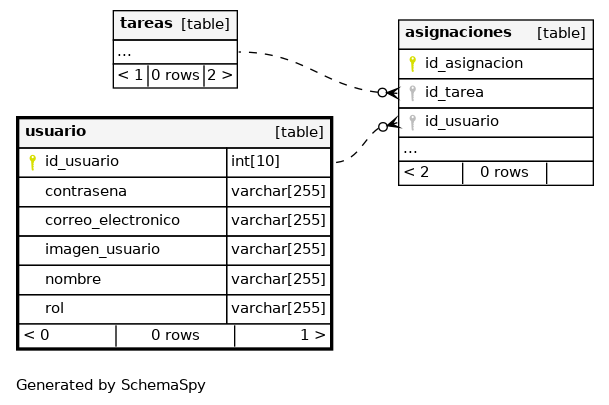 tareas [table]
...
< 1 0 rows 2 >
asignaciones [table]
id_asignacion
id_tarea
id_usuario
...
< 2 0 rows
usuario [table]
id_usuario int[10]
contrasena varchar[255]
correo_electronico varchar[255]
imagen_usuario varchar[255]
nombre varchar[255]
rol varchar[255]
< 0 0 rows 1 >
Generated by SchemaSpy